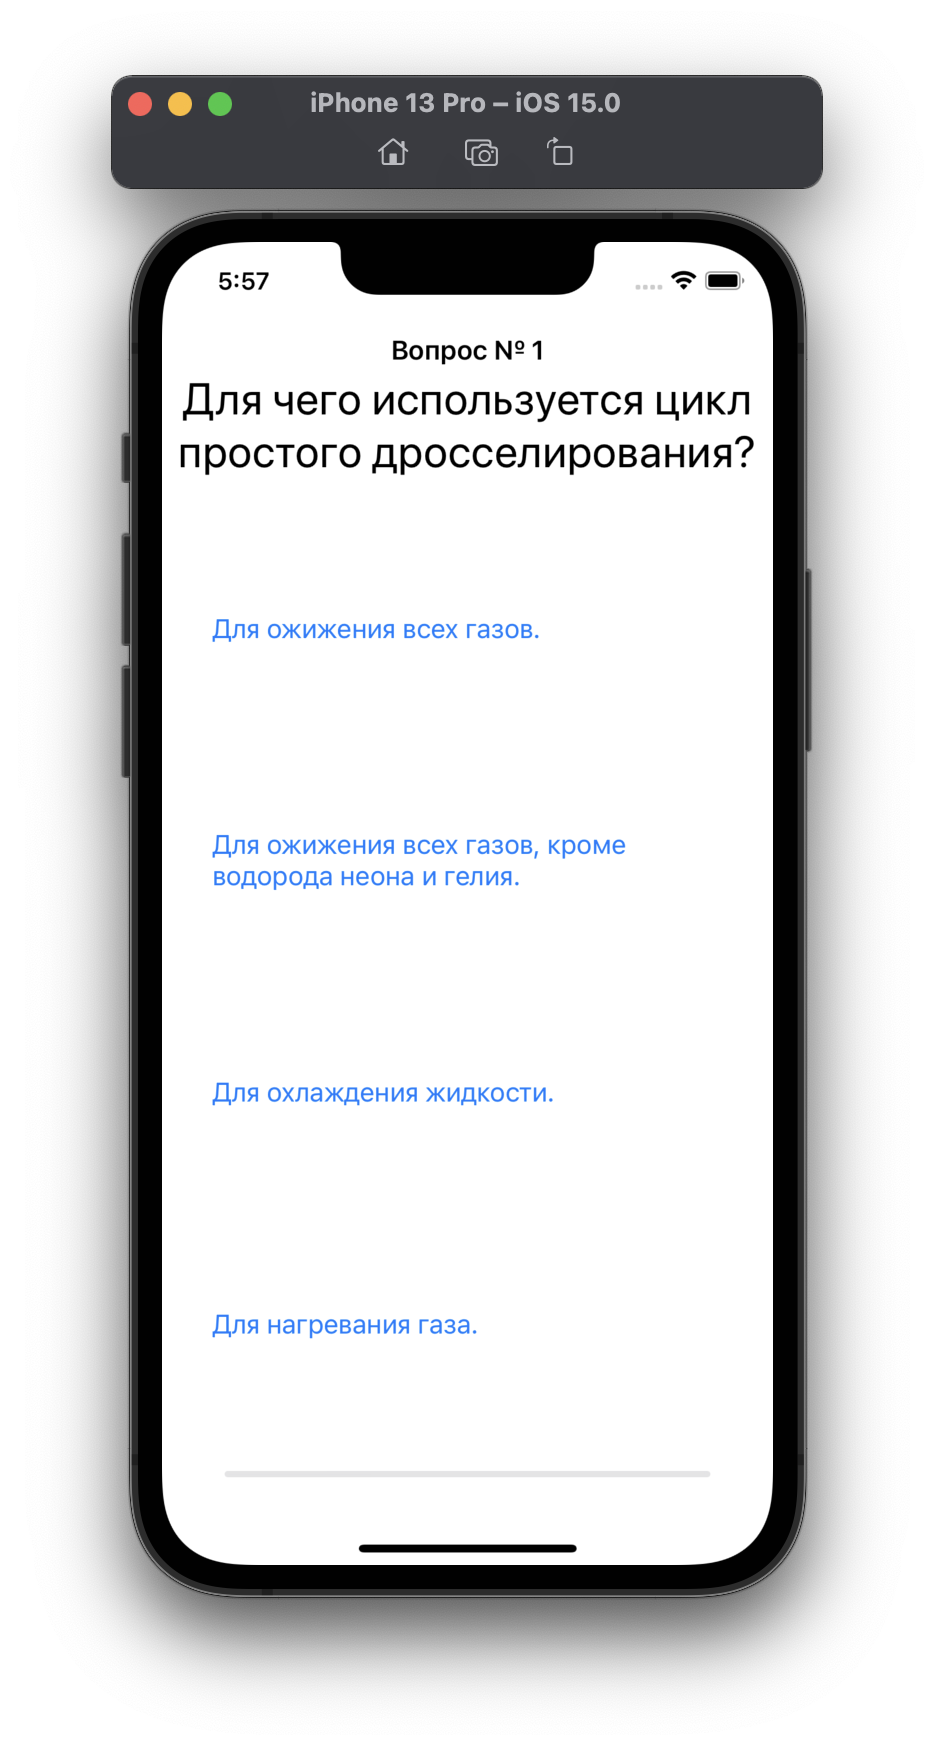 iPhone 13 Pro – iOS 15.0
5:57
Вопрос № 1
Для чего используется цикл
простого дросселирования?
Для ожижения всех газов.
Для ожижения всех газов, кроме
водорода неона и гелия.
Для охлаждения жидкости.
Для нагревания газа.